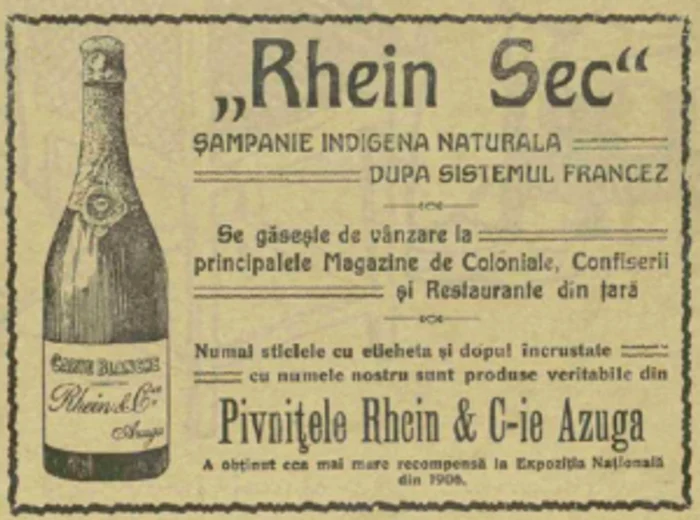 „Rhein Sec“
ŞAMPANIE INDIGENA NATURALA
DUPA SISTEMUL FRANCEZ
Se găseşte de vânzare la
principalele Magazine de Coloniale, Confiserii
şi Restaurante din ţară
Numai sticlele cu eticheta şi dopul incrustate
cu numele nostru sunt produse veritabile din
Pivniţele Rhein & C-ie Azuga
A obţinut cea mai mare recompensă la Expoziţia Naţională
din 1906.
CARTE BLANCHE
Rhein & Cie
Azuga